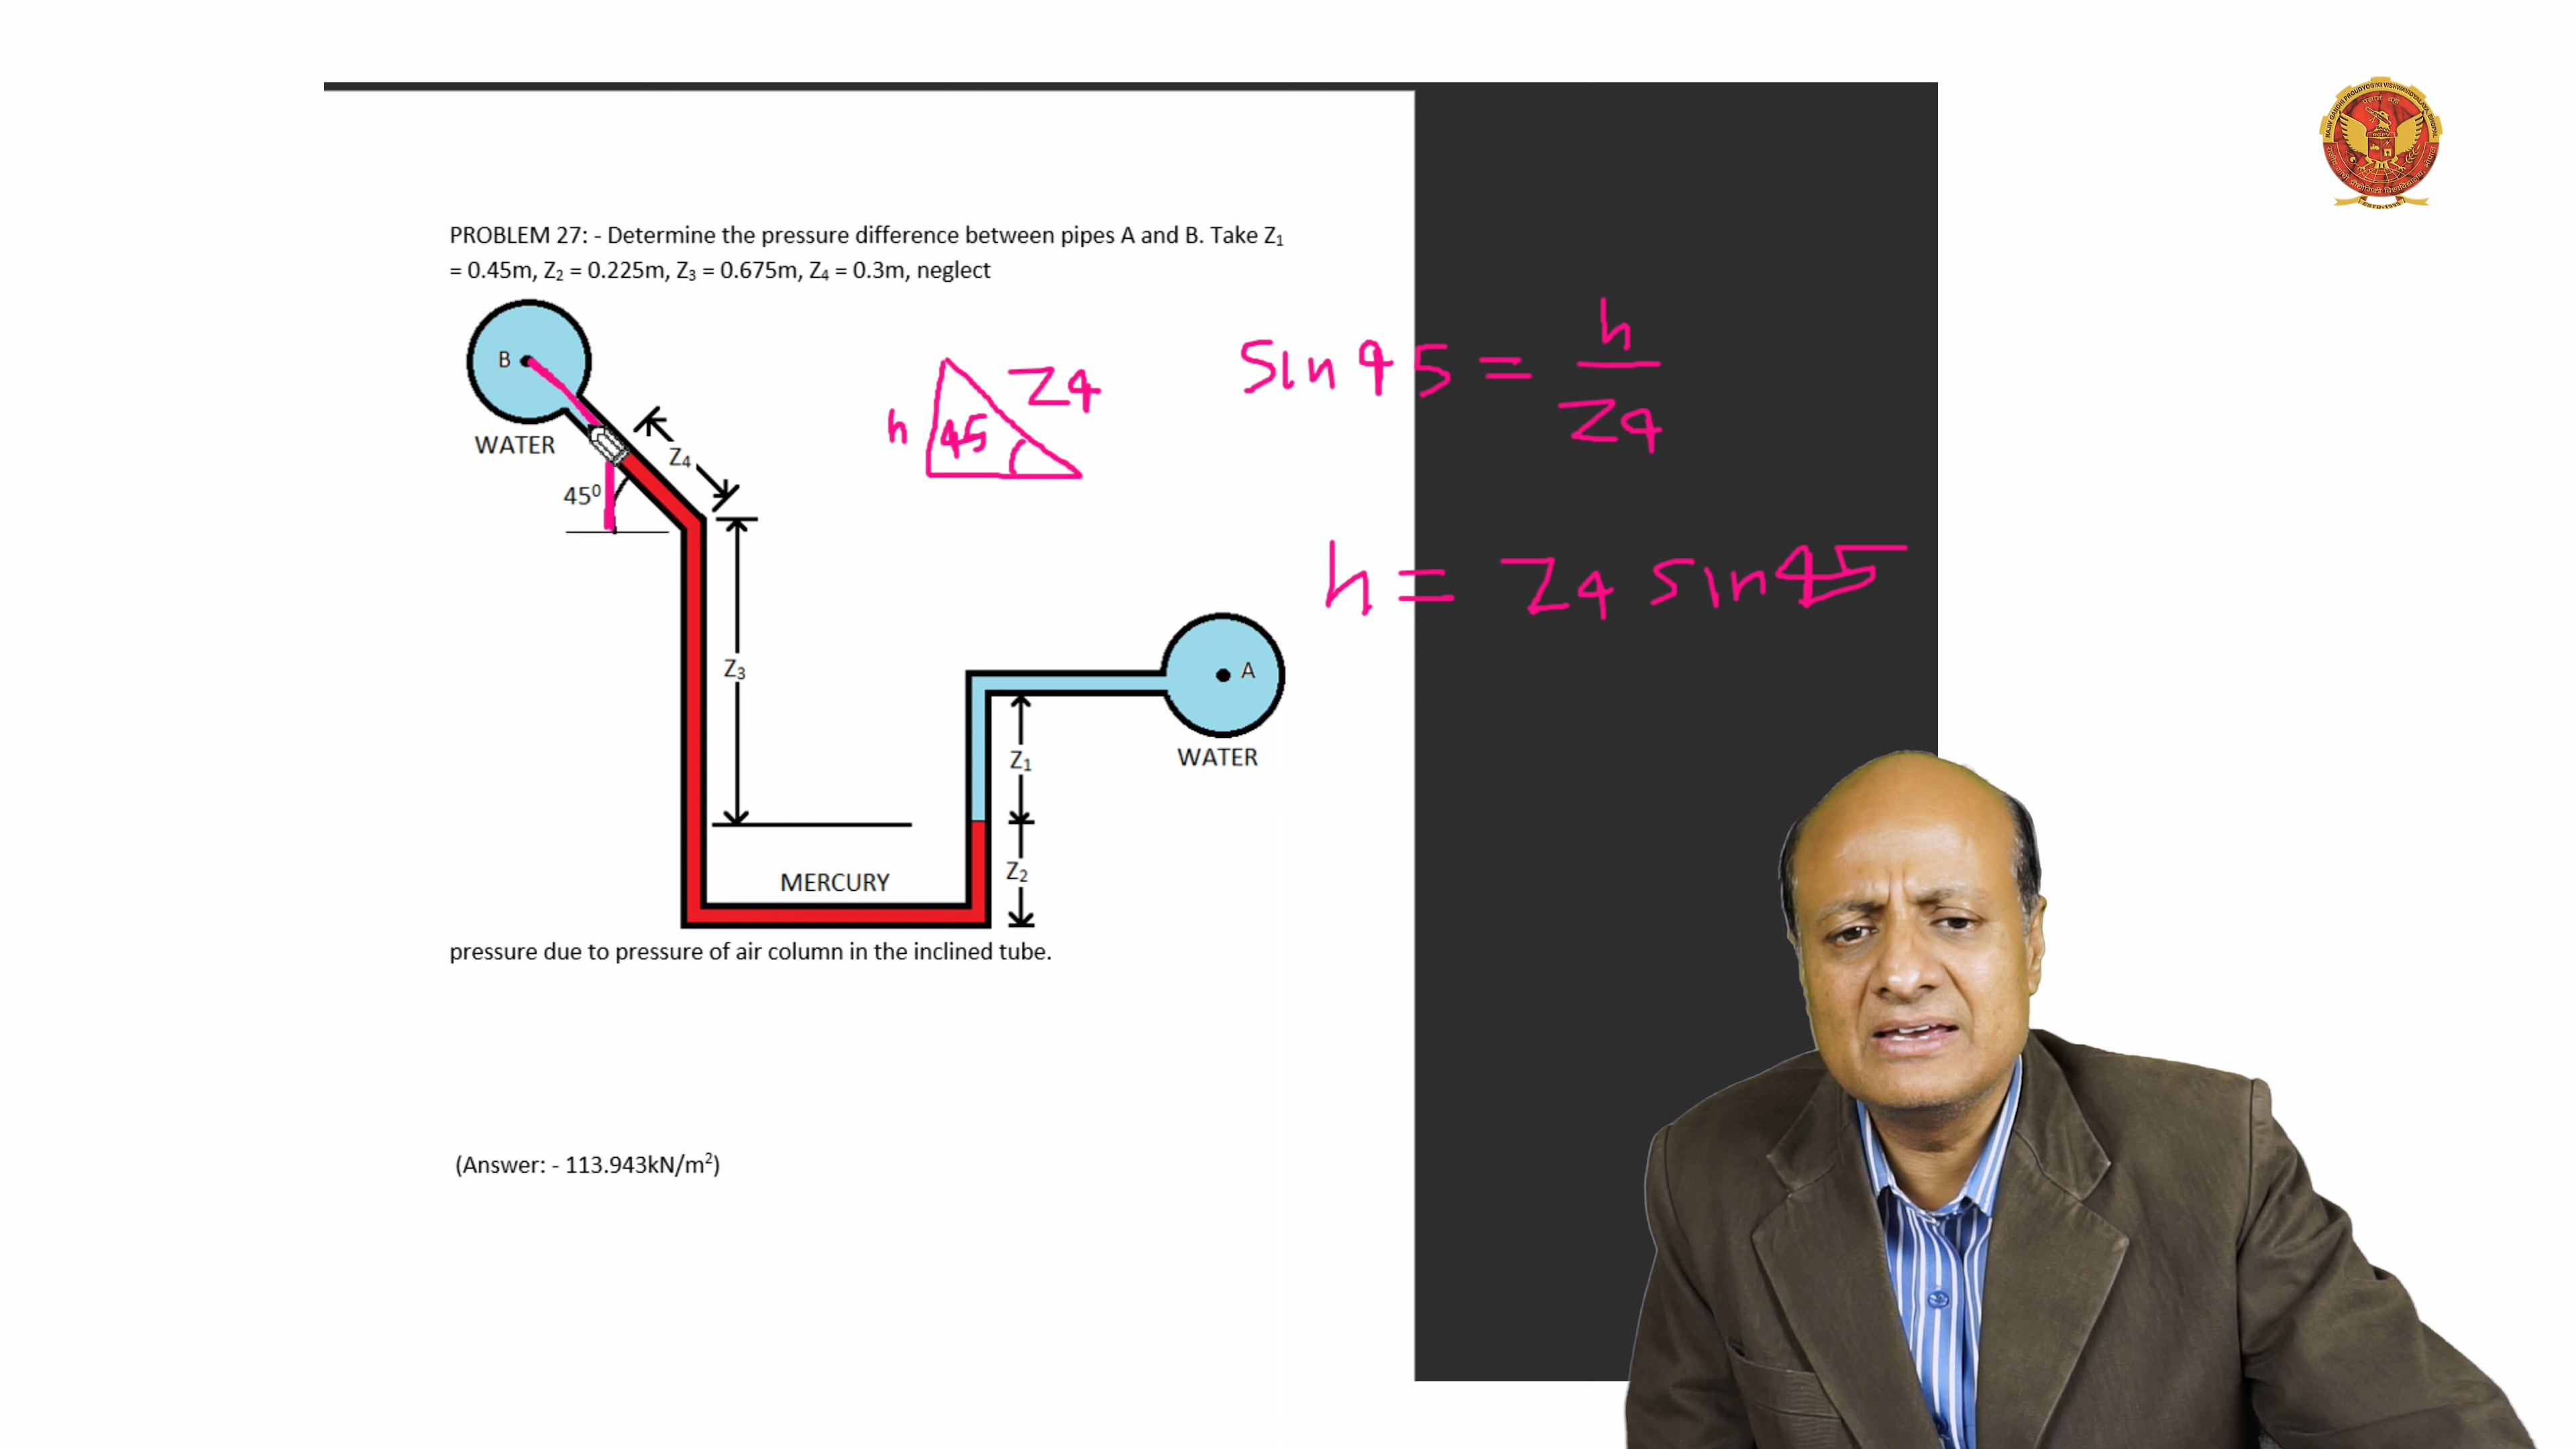 PROBLEM 27: - Determine the pressure difference between pipes A and B. Take Z₁
= 0.45m, Z₂ = 0.225m, Z₃ = 0.675m, Z₄ = 0.3m, neglect
B
WATER
45⁰
Z₄
h
45
Z4
sin 45 = h / Z4
h = Z4 sin 45
Z₃
A
WATER
Z₁
Z₂
MERCURY
pressure due to pressure of air column in the inclined tube.
(Answer: - 113.943kN/m²)